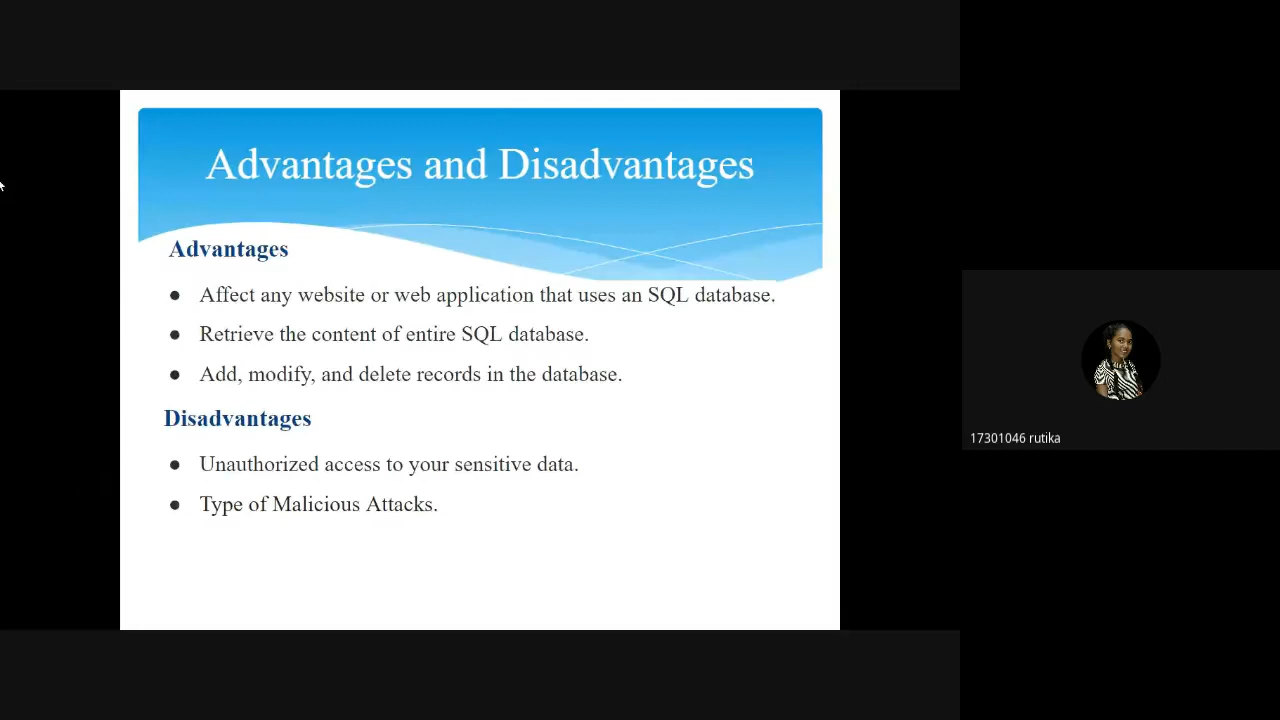 Advantages and Disadvantages
Advantages
● Affect any website or web application that uses an SQL database.
● Retrieve the content of entire SQL database.
● Add, modify, and delete records in the database.
Disadvantages
● Unauthorized access to your sensitive data.
● Type of Malicious Attacks.
17301046 rutika